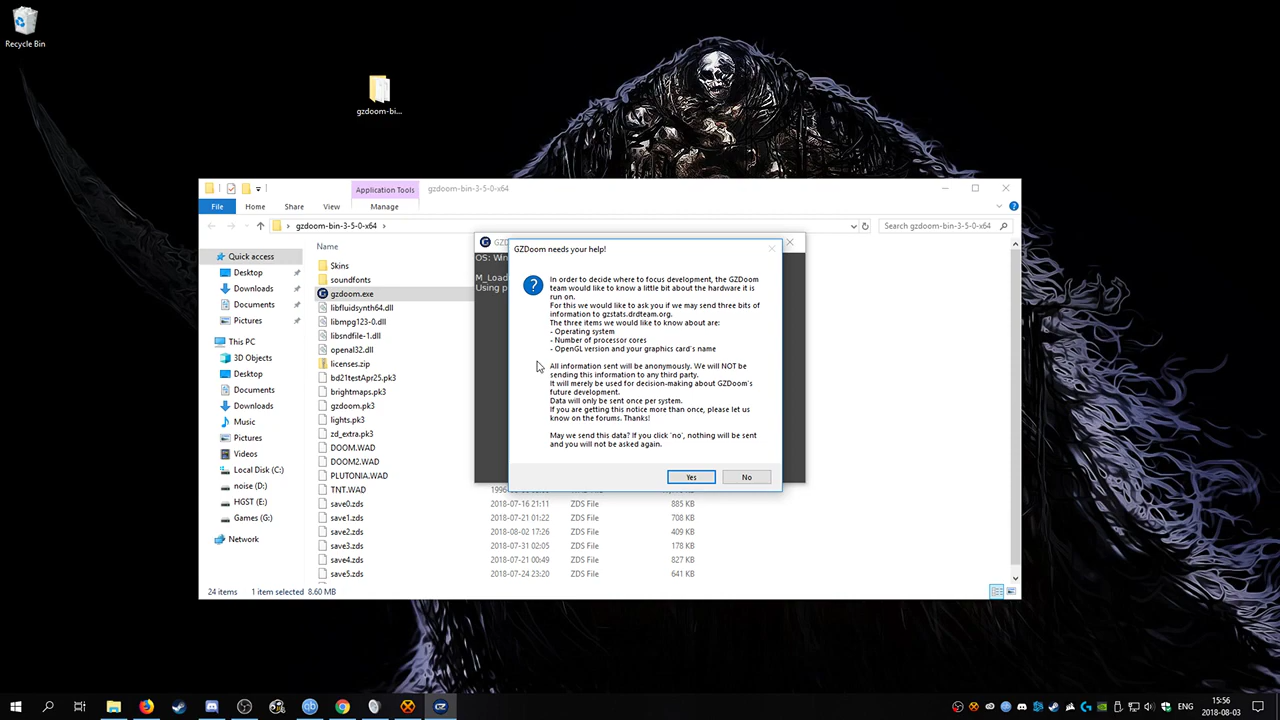 Recycle Bin
gzdoom-bi...
Application Tools
gzdoom-bin-3-5-0-x64
File
Home
Share
View
Manage
gzdoom-bin-3-5-0-x64
Search gzdoom-bin-3-5-0-x64
Quick access
Desktop
Downloads
Documents
Pictures
This PC
3D Objects
Desktop
Documents
Downloads
Music
Pictures
Videos
Local Disk (C:)
noise (D:)
HGST (E:)
Games (G:)
Network
Name
Skins
soundfonts
gzdoom.exe
libfluidsynth64.dll
libmpg123-0.dll
libsndfile-1.dll
openal32.dll
licenses.zip
bd21testApr25.pk3
brightmaps.pk3
gzdoom.pk3
lights.pk3
zd_extra.pk3
DOOM.WAD
DOOM2.WAD
PLUTONIA.WAD
TNT.WAD
save0.zds 2018-07-16 21:11 ZDS File 885 KB
save1.zds 2018-07-21 01:22 ZDS File 708 KB
save2.zds 2018-08-02 17:26 ZDS File 409 KB
save3.zds 2018-07-31 02:05 ZDS File 178 KB
save4.zds 2018-07-21 00:49 ZDS File 827 KB
save5.zds 2018-07-24 23:20 ZDS File 641 KB
24 items 1 item selected 8.60 MB
GZD
OS: Win
M_Load
Using p
GZDoom needs your help!
In order to decide where to focus development, the GZDoom
team would like to know a little bit about the hardware it is
run on.
For this we would like to ask you if we may send three bits of
information to gzstats.drdteam.org.
The three items we would like to know about are:
- Operating system
- Number of processor cores
- OpenGL version and your graphics card's name
All information sent will be anonymously. We will NOT be
sending this information to any third party.
It will merely be used for decision-making about GZDoom's
future development.
Data will only be sent once per system.
If you are getting this notice more than once, please let us
know on the forums. Thanks!
May we send this data? If you click 'no', nothing will be sent
and you will not be asked again.
Yes
No
ENG
15:56
2018-08-03